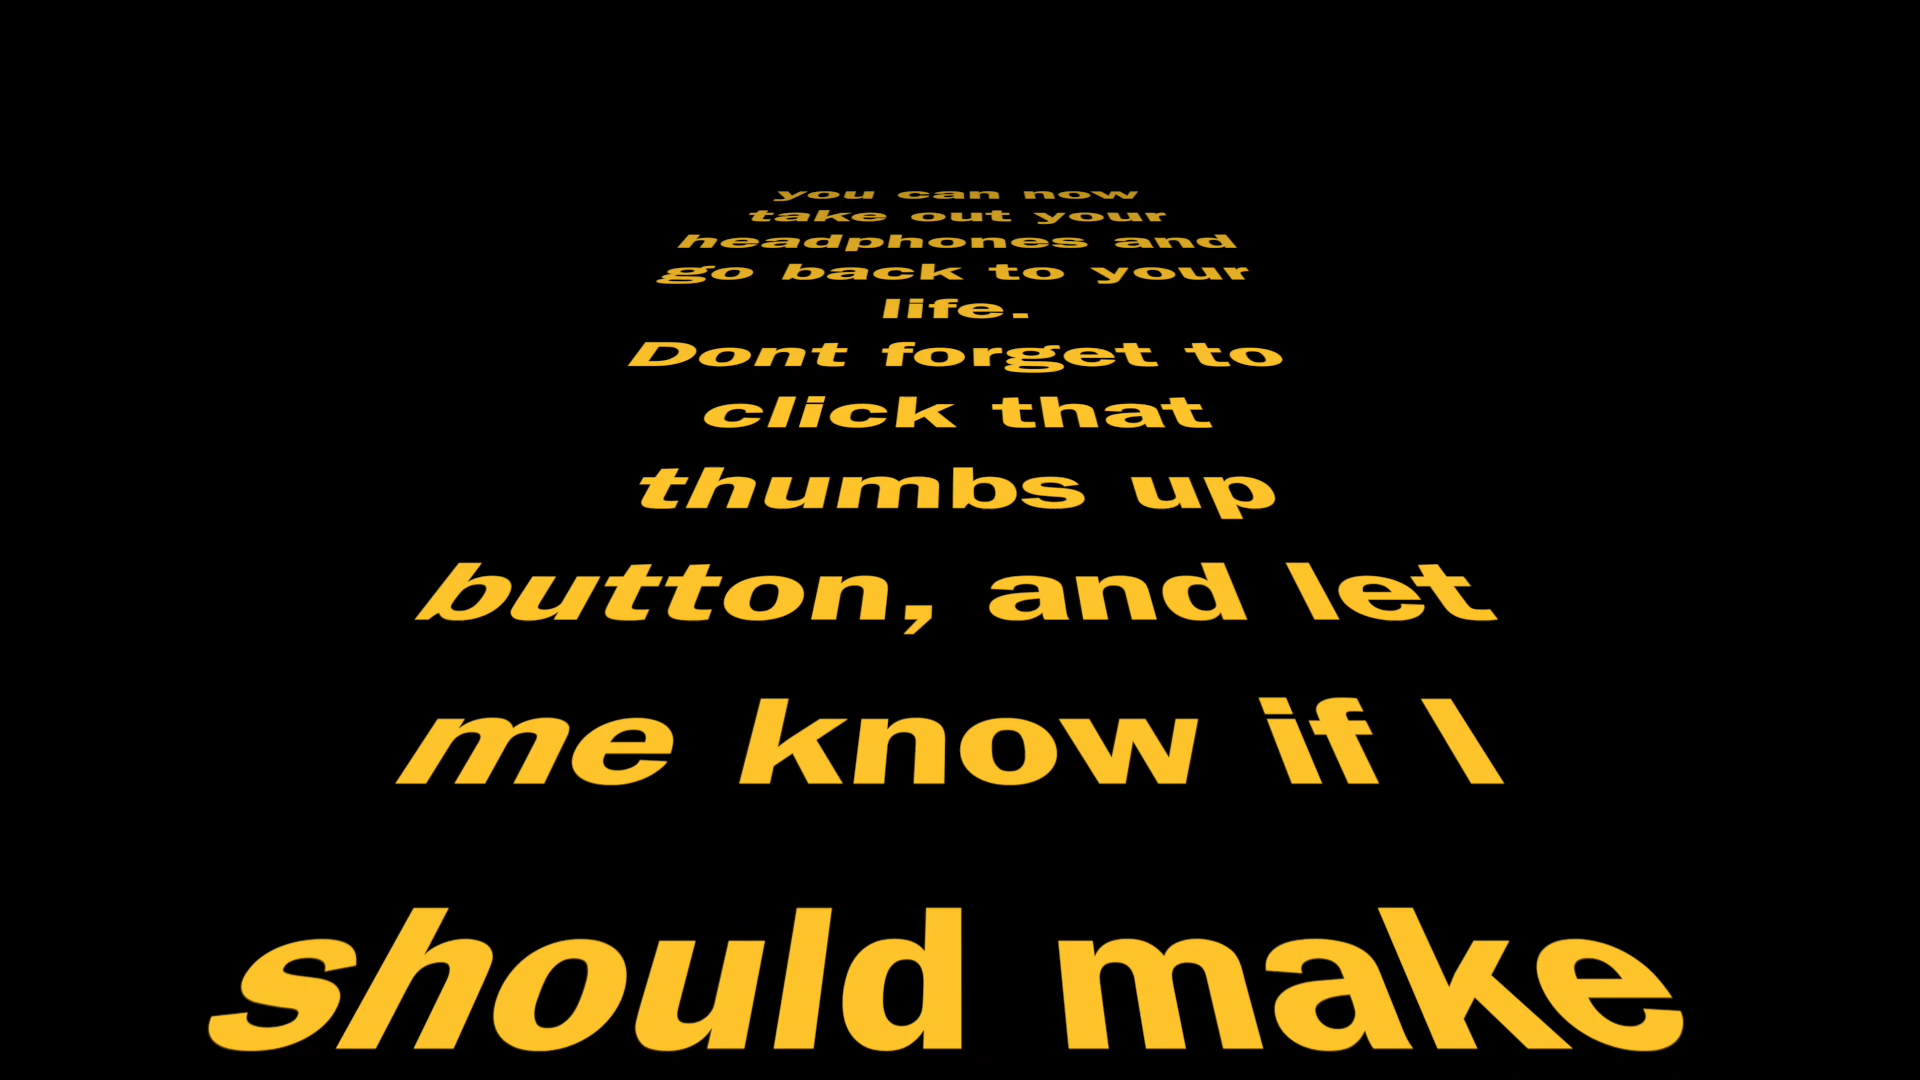 you can now
take out your
headphones and
go back to your
life.
Dont forget to
click that
thumbs up
button, and let
me know if I
should make